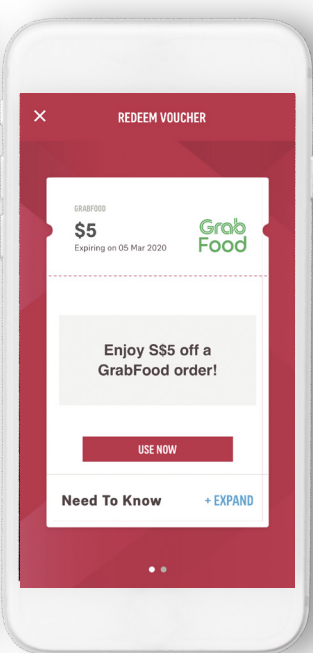 REDEEM VOUCHER
GRABFOOD
$5
Expiring on 05 Mar 2020
Grab
Food
Enjoy S$5 off a
GrabFood order!
USE NOW
Need To Know
+ EXPAND